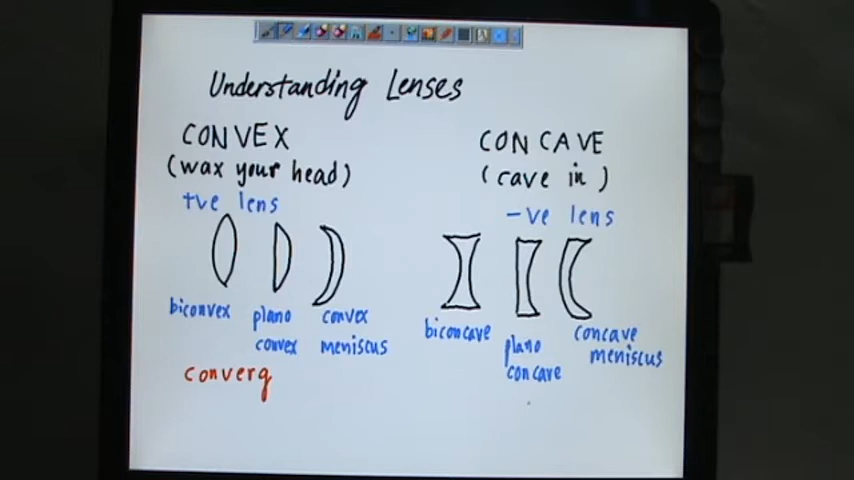 Understanding Lenses
CONVEX
(wax your head)
+ve lens
biconvex
plano
convex
convex
meniscus
converg
CONCAVE
(cave in)
-ve lens
biconcave
plano
concave
concave
meniscus